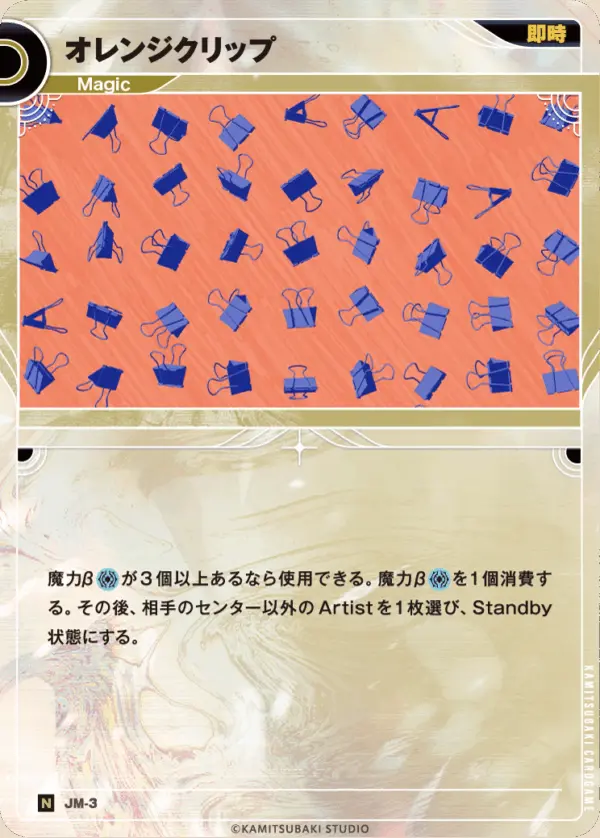 即時
オレンジクリップ
Magic
魔力βが3個以上あるなら使用できる。魔力βを1個消費す
る。その後、相手のセンター以外のArtistを1枚選び、Standby
状態にする。
KAMITSUBAKI CARDGAME
N JM-3
©KAMITSUBAKI STUDIO